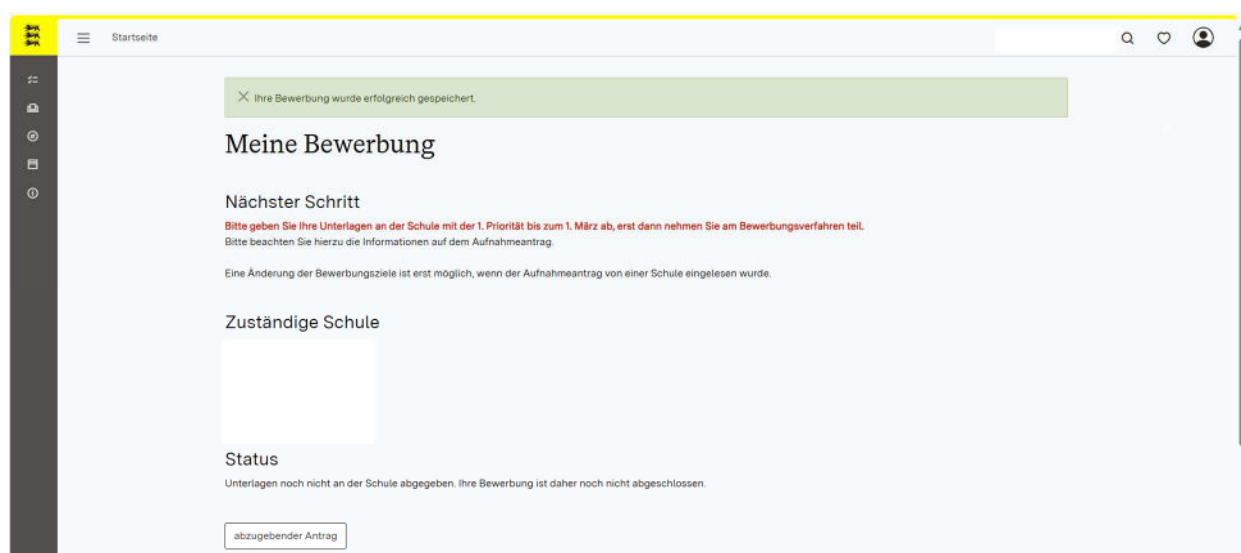 Startseite
Ihre Bewerbung wurde erfolgreich gespeichert.
Meine Bewerbung
Nächster Schritt
Bitte geben Sie Ihre Unterlagen an der Schule mit der 1. Priorität bis zum 1. März ab, erst dann nehmen Sie am Bewerbungsverfahren teil.
Bitte beachten Sie hierzu die Informationen auf dem Aufnahmeantrag.
Eine Änderung der Bewerbungsziele ist erst möglich, wenn der Aufnahmeantrag von einer Schule eingelesen wurde.
Zuständige Schule
Status
Unterlagen noch nicht an der Schule abgegeben. Ihre Bewerbung ist daher noch nicht abgeschlossen.
abzugebender Antrag